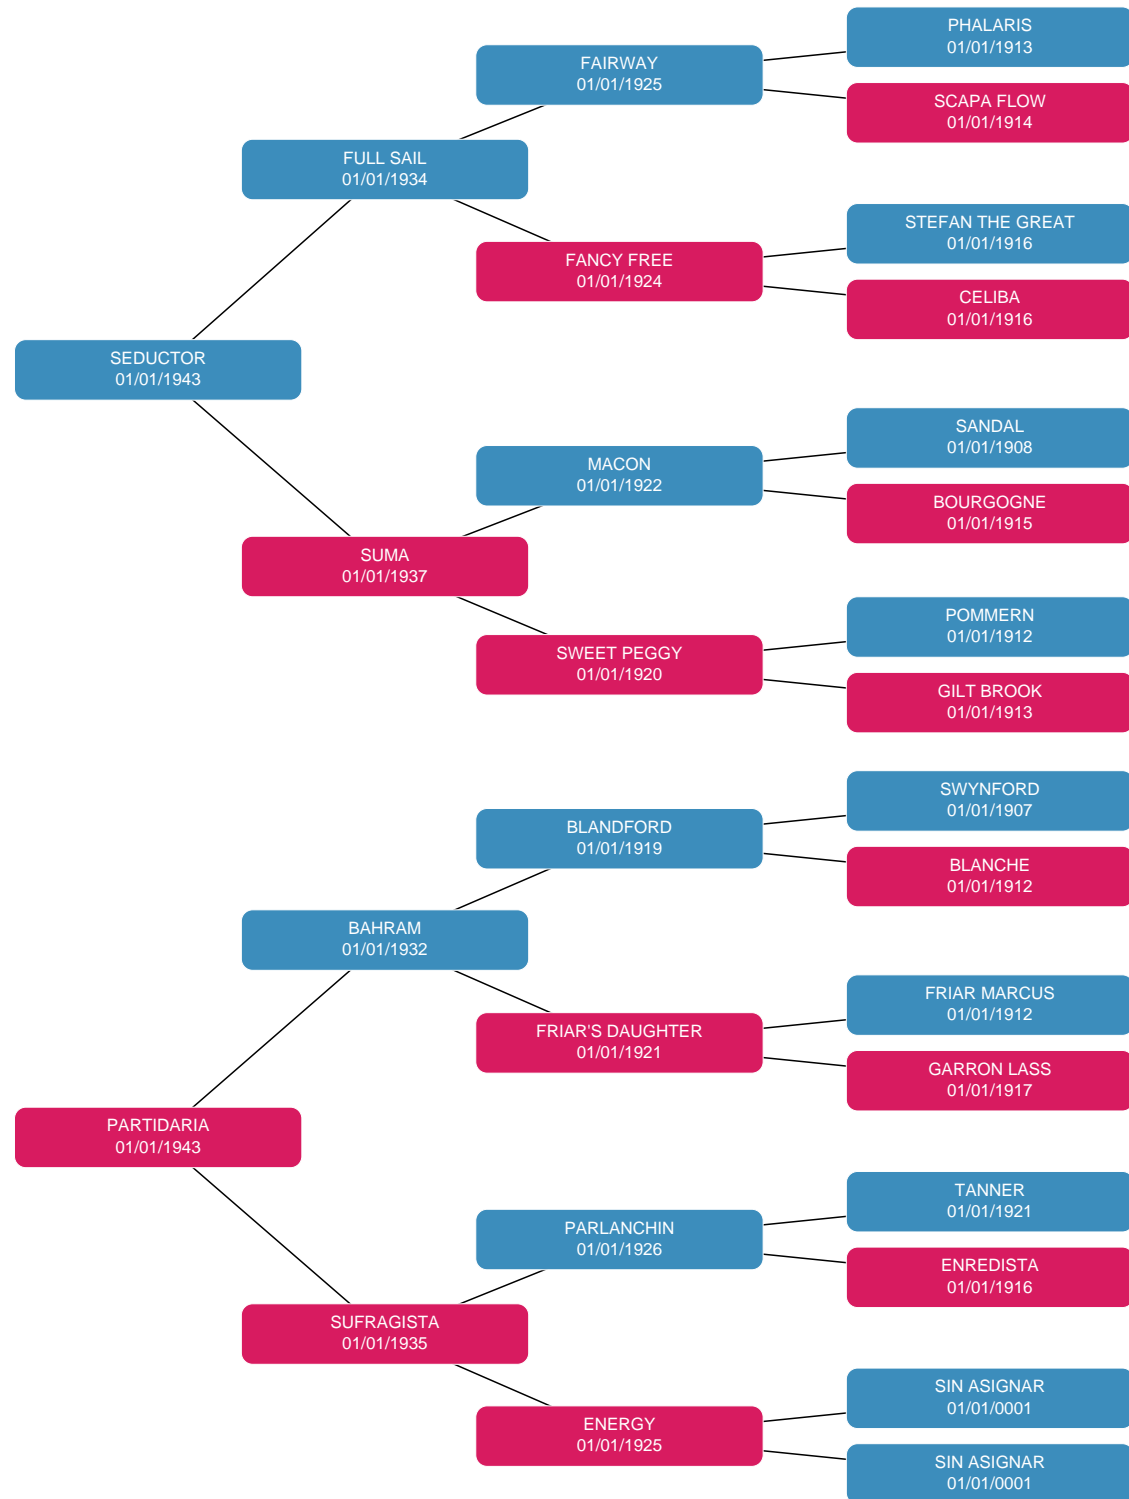 PHALARIS
01/01/1913
FAIRWAY
01/01/1925
SCAPA FLOW
01/01/1914
FULL SAIL
01/01/1934
STEFAN THE GREAT
01/01/1916
FANCY FREE
01/01/1924
CELIBA
01/01/1916
SEDUCTOR
01/01/1943
SANDAL
01/01/1908
MACON
01/01/1922
BOURGOGNE
01/01/1915
SUMA
01/01/1937
POMMERN
01/01/1912
SWEET PEGGY
01/01/1920
GILT BROOK
01/01/1913
SWYNFORD
01/01/1907
BLANDFORD
01/01/1919
BLANCHE
01/01/1912
BAHRAM
01/01/1932
FRIAR MARCUS
01/01/1912
FRIAR'S DAUGHTER
01/01/1921
GARRON LASS
01/01/1917
PARTIDARIA
01/01/1943
TANNER
01/01/1921
PARLANCHIN
01/01/1926
ENREDISTA
01/01/1916
SUFRAGISTA
01/01/1935
SIN ASIGNAR
01/01/0001
ENERGY
01/01/1925
SIN ASIGNAR
01/01/0001